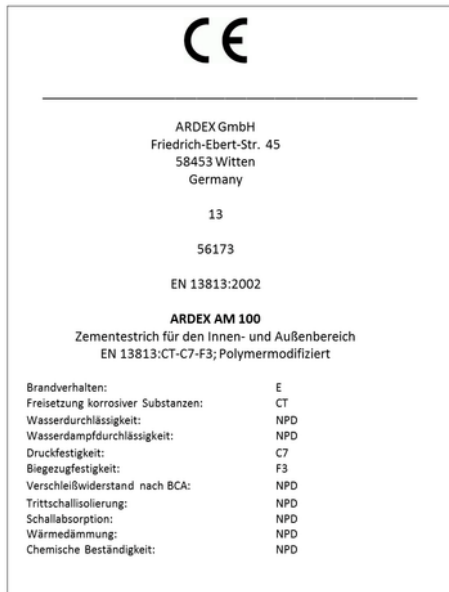 CE
ARDEX GmbH
Friedrich-Ebert-Str. 45
58453 Witten
Germany
13
56173
EN 13813:2002
ARDEX AM 100
Zementestrich für den Innen- und Außenbereich
EN 13813:CT-C7-F3; Polymermodifiziert
Brandverhalten: E
Freisetzung korrosiver Substanzen: CT
Wasserdurchlässigkeit: NPD
Wasserdampfdurchlässigkeit: NPD
Druckfestigkeit: C7
Biegezugfestigkeit: F3
Verschleißwiderstand nach BCA: NPD
Trittschallisolierung: NPD
Schallabsorption: NPD
Wärmedämmung: NPD
Chemische Beständigkeit: NPD